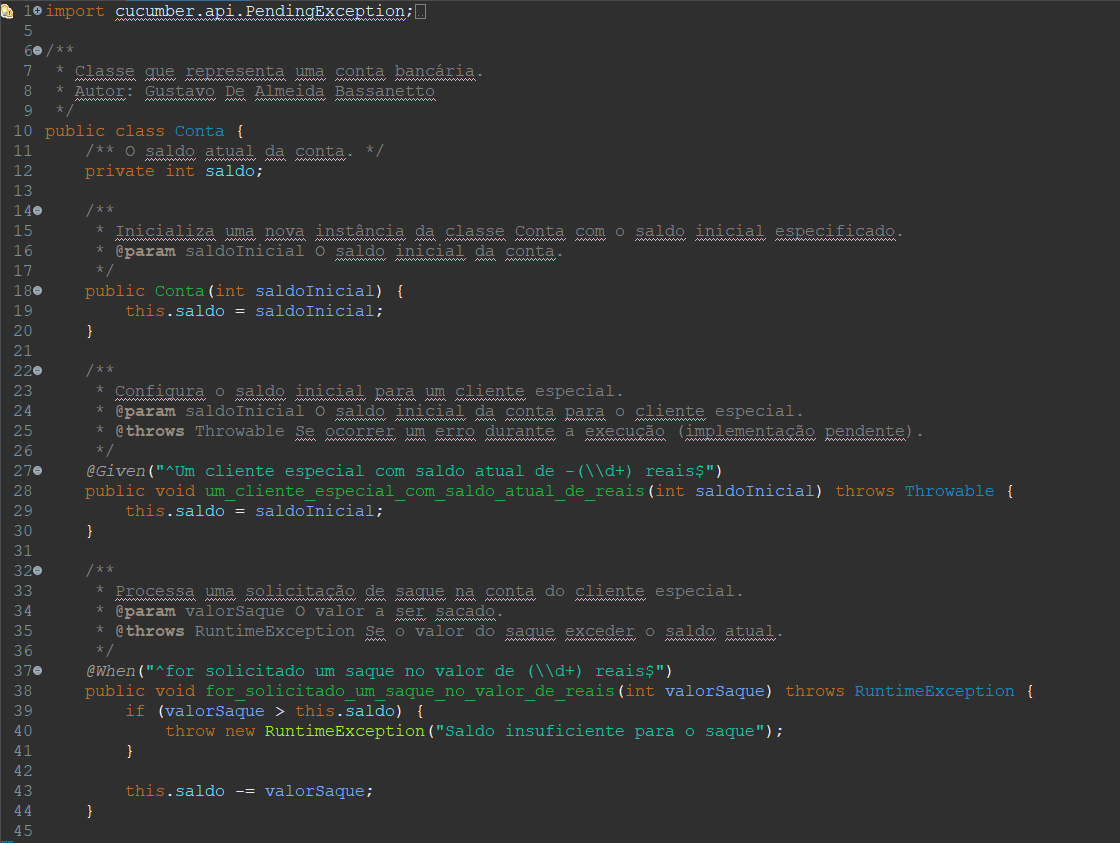 1 import cucumber.api.PendingException;
5
6 /**
7  * Classe que representa uma conta bancária.
8  * Autor: Gustavo De Almeida Bassanetto
9  */
10 public class Conta {
11     /** O saldo atual da conta. */
12     private int saldo;
13
14     /**
15      * Inicializa uma nova instância da classe Conta com o saldo inicial especificado.
16      * @param saldoInicial O saldo inicial da conta.
17      */
18     public Conta(int saldoInicial) {
19         this.saldo = saldoInicial;
20     }
21
22     /**
23      * Configura o saldo inicial para um cliente especial.
24      * @param saldoInicial O saldo inicial da conta para o cliente especial.
25      * @throws Throwable Se ocorrer um erro durante a execução (implementação pendente).
26      */
27     @Given("^Um cliente especial com saldo atual de -(\\d+) reais$")
28     public void um_cliente_especial_com_saldo_atual_de_reais(int saldoInicial) throws Throwable {
29         this.saldo = saldoInicial;
30     }
31
32     /**
33      * Processa uma solicitação de saque na conta do cliente especial.
34      * @param valorSaque O valor a ser sacado.
35      * @throws RuntimeException Se o valor do saque exceder o saldo atual.
36      */
37     @When("^for solicitado um saque no valor de (\\d+) reais$")
38     public void for_solicitado_um_saque_no_valor_de_reais(int valorSaque) throws RuntimeException {
39         if (valorSaque > this.saldo) {
40             throw new RuntimeException("Saldo insuficiente para o saque");
41         }
42
43         this.saldo -= valorSaque;
44     }
45